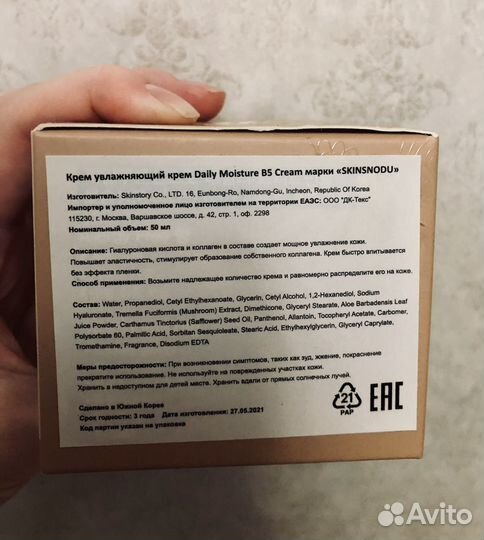 Крем увлажняющий крем Daily Moisture B5 Cream марки «SKINSNODU»
Изготовитель: Skinstory Co., LTD. 16, Eunbong-Ro, Namdong-Gu, Incheon, Republic Of Korea
Импортер и уполномоченное лицо изготовителем на территории ЕАЭС: ООО "ДК-Текс"
115230, г. Москва, Варшавское шоссе, д. 42, стр. 1, оф. 2298
Номинальный объем: 50 мл
Описание: Гиалуроновая кислота и коллаген в составе создает мощное увлажнение кожи.
Повышает эластичность, стимулирует образование собственного коллагена. Крем быстро впитывается
без эффекта пленки.
Способ применения: Возьмите надлежащее количество крема и равномерно распределите его на коже.
Состав: Water, Propanediol, Cetyl Ethylhexanoate, Glycerin, Cetyl Alcohol, 1,2-Hexanediol, Sodium
Hyaluronate, Tremella Fuciformis (Mushroom) Extract, Dimethicone, Glyceryl Stearate, Aloe Barbadensis Leaf
Juice Powder, Carthamus Tinctorius (Safflower) Seed Oil, Panthenol, Allantoin, Tocopheryl Acetate, Carbomer,
Polysorbate 60, Palmitic Acid, Sorbitan Sesquioleate, Stearic Acid, Ethylhexylglycerin, Glyceryl Caprylate,
Tromethamine, Fragrance, Disodium EDTA
Меры предосторожности: При возникновении симптомов, таких как зуд, жжение, покраснение
прекратите использование. Не используйте на поврежденных участках кожи.
Хранить в недоступном для детей месте. Хранить вдали от прямых солнечных лучей.
Сделано в Южной Корее
Срок годности: 3 года Дата изготовления: 27.05.2021
Код партии указан на упаковке
21
PAP
EAC
Avito